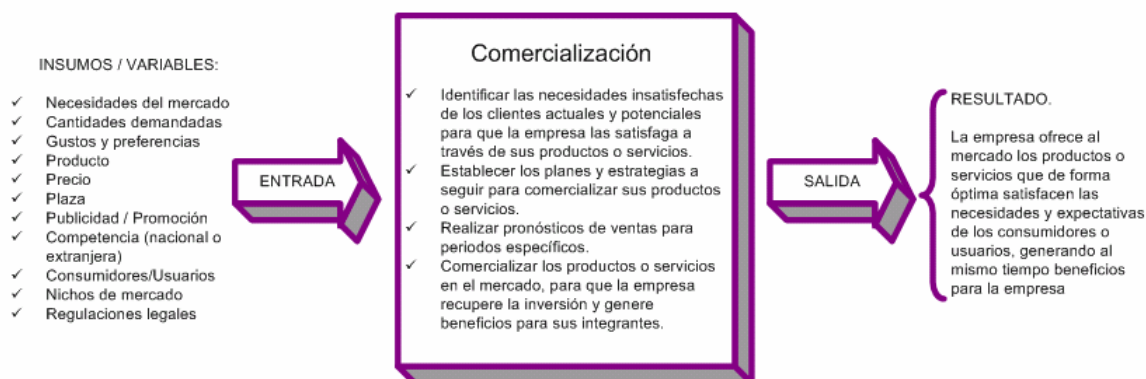 INSUMOS / VARIABLES:
✓ Necesidades del mercado
✓ Cantidades demandadas
✓ Gustos y preferencias
✓ Producto
✓ Precio
✓ Plaza
✓ Publicidad / Promoción
✓ Competencia (nacional o
extranjera)
✓ Consumidores/Usuarios
✓ Nichos de mercado
✓ Regulaciones legales
ENTRADA
Comercialización
✓ Identificar las necesidades insatisfechas
de los clientes actuales y potenciales
para que la empresa las satisfaga a
través de sus productos o servicios.
✓ Establecer los planes y estrategias a
seguir para comercializar sus productos
o servicios.
✓ Realizar pronósticos de ventas para
periodos específicos.
✓ Comercializar los productos o servicios
en el mercado, para que la empresa
recupere la inversión y genere
beneficios para sus integrantes.
SALIDA
RESULTADO.
La empresa ofrece al
mercado los productos o
servicios que de forma
óptima satisfacen las
necesidades y expectativas
de los consumidores o
usuarios, generando al
mismo tiempo beneficios
para la empresa